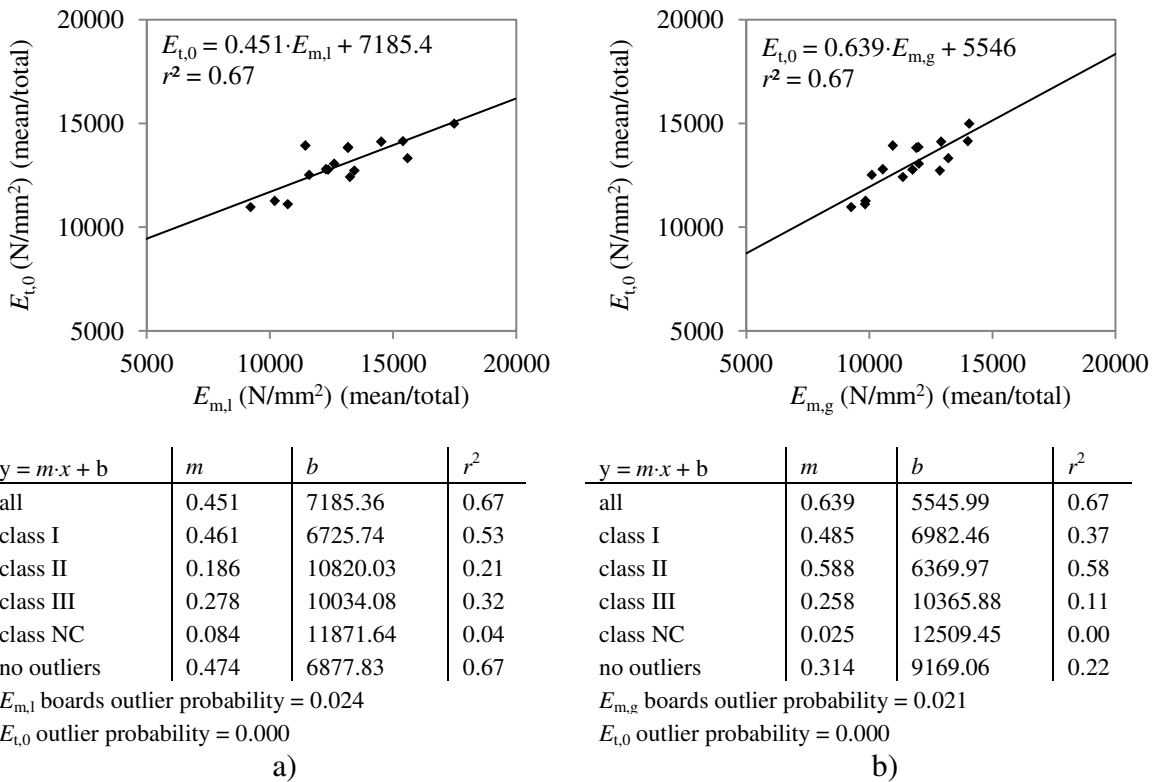 20000
15000
10000
5000
E_t,0 (N/mm²) (mean/total)
E_t,0 = 0.451·E_m,l + 7185.4
r² = 0.67
5000 10000 15000 20000
E_m,l (N/mm²) (mean/total)
y = m·x + b m b r²
all 0.451 7185.36 0.67
class I 0.461 6725.74 0.53
class II 0.186 10820.03 0.21
class III 0.278 10034.08 0.32
class NC 0.084 11871.64 0.04
no outliers 0.474 6877.83 0.67
E_m,l boards outlier probability = 0.024
E_t,0 outlier probability = 0.000
a)
20000
15000
10000
5000
E_t,0 (N/mm²) (mean/total)
E_t,0 = 0.639·E_m,g + 5546
r² = 0.67
5000 10000 15000 20000
E_m,g (N/mm²) (mean/total)
y = m·x + b m b r²
all 0.639 5545.99 0.67
class I 0.485 6982.46 0.37
class II 0.588 6369.97 0.58
class III 0.258 10365.88 0.11
class NC 0.025 12509.45 0.00
no outliers 0.314 9169.06 0.22
E_m,g boards outlier probability = 0.021
E_t,0 outlier probability = 0.000
b)